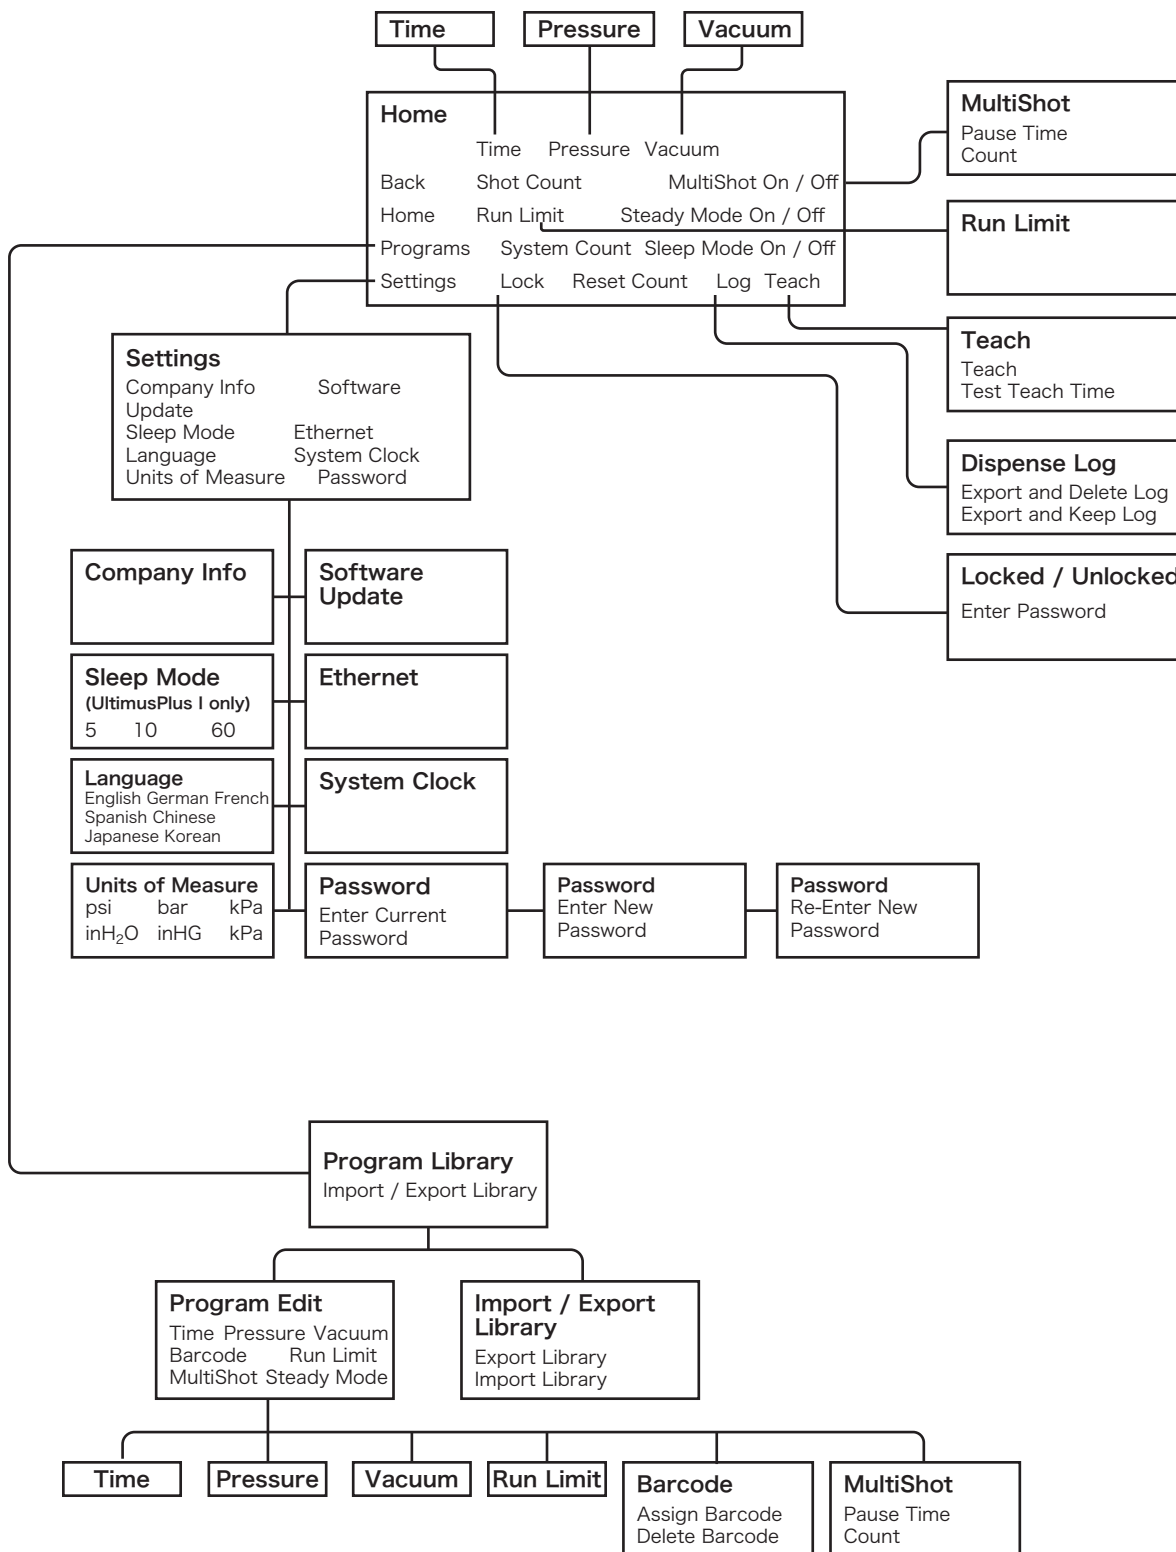 Time
Pressure
Vacuum
Home
Time Pressure Vacuum
Back Shot Count MultiShot On / Off
Home Run Limit Steady Mode On / Off
Programs System Count Sleep Mode On / Off
Settings Lock Reset Count Log Teach
MultiShot
Pause Time
Count
Run Limit
Teach
Teach
Test Teach Time
Dispense Log
Export and Delete Log
Export and Keep Log
Locked / Unlocked
Enter Password
Settings
Company Info Software
Update
Sleep Mode Ethernet
Language System Clock
Units of Measure Password
Company Info
Software
Update
Sleep Mode
(UltimusPlus I only)
5 10 60
Ethernet
Language
English German French
Spanish Chinese
Japanese Korean
System Clock
Units of Measure
psi bar kPa
inH₂O inHG kPa
Password
Enter Current
Password
Password
Enter New
Password
Password
Re-Enter New
Password
Program Library
Import / Export Library
Program Edit
Time Pressure Vacuum
Barcode Run Limit
MultiShot Steady Mode
Import / Export
Library
Export Library
Import Library
Time
Pressure
Vacuum
Run Limit
Barcode
Assign Barcode
Delete Barcode
MultiShot
Pause Time
Count